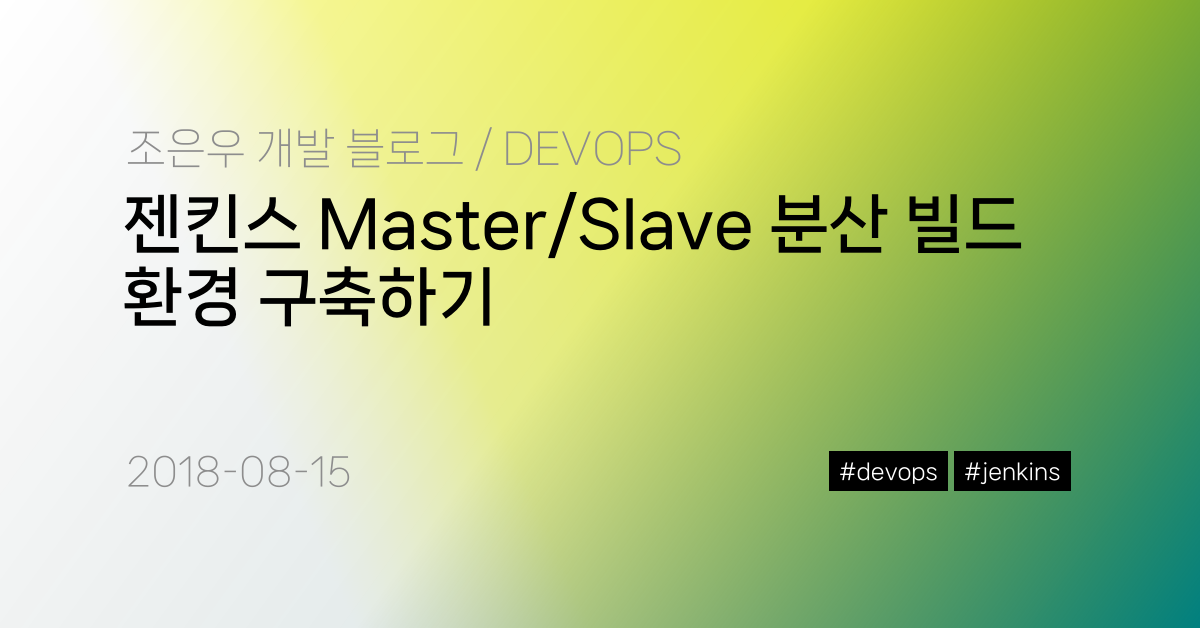 조은우 개발 블로그 / DEVOPS
젠킨스 Master/Slave 분산 빌드
환경 구축하기
2018-08-15
#devops #jenkins